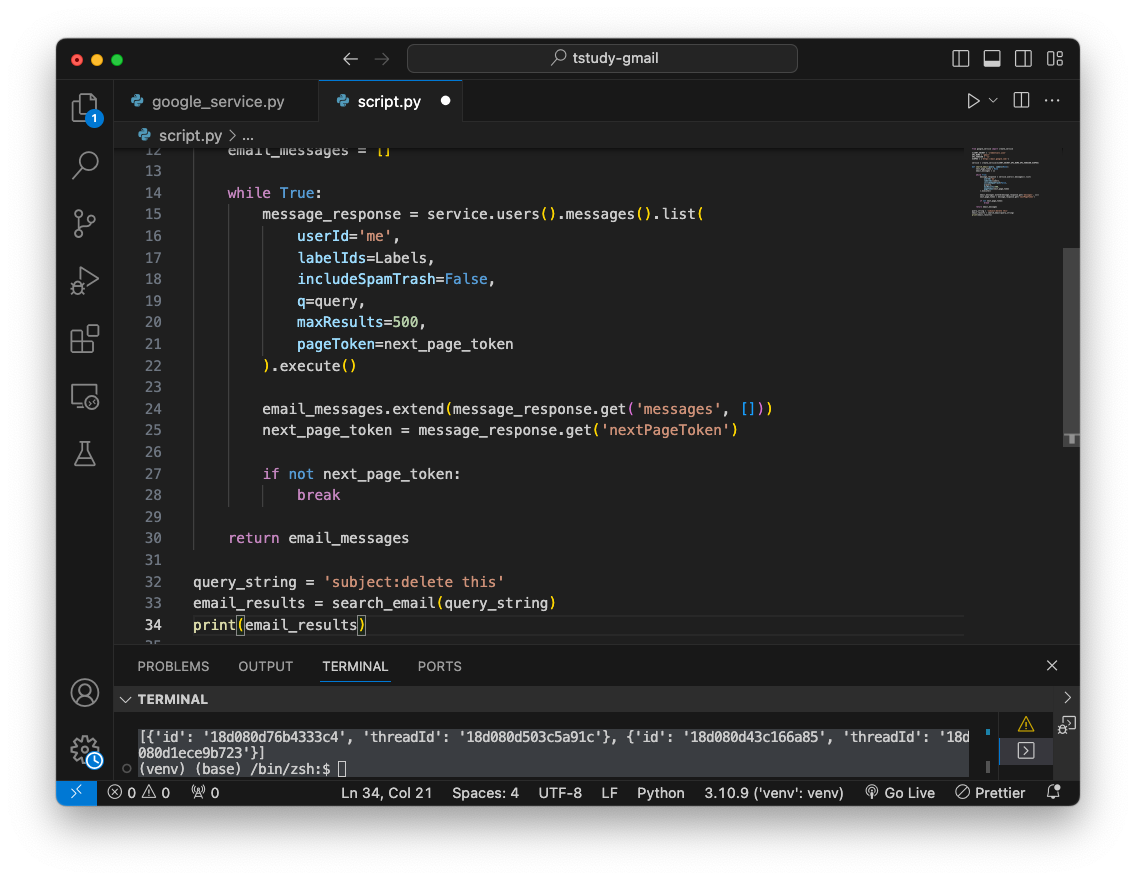 tstudy-gmail
google_service.py
script.py
1
script.py > ...
12 email_messages = []
13
14 while True:
15 message_response = service.users().messages().list(
16 userId='me',
17 labelIds=Labels,
18 includeSpamTrash=False,
19 q=query,
20 maxResults=500,
21 pageToken=next_page_token
22 ).execute()
23
24 email_messages.extend(message_response.get('messages', []))
25 next_page_token = message_response.get('nextPageToken')
26
27 if not next_page_token:
28 break
29
30 return email_messages
31
32 query_string = 'subject:delete this'
33 email_results = search_email(query_string)
34 print(email_results)
35
PROBLEMS OUTPUT TERMINAL PORTS
TERMINAL
[{'id': '18d080d76b4333c4', 'threadId': '18d080d503c5a91c'}, {'id': '18d080d43c166a85', 'threadId': '18d
080d1ece9b723'}]
(venv) (base) /bin/zsh:$
0 0 0 Ln 34, Col 21 Spaces: 4 UTF-8 LF Python 3.10.9 ('venv': venv) Go Live Prettier